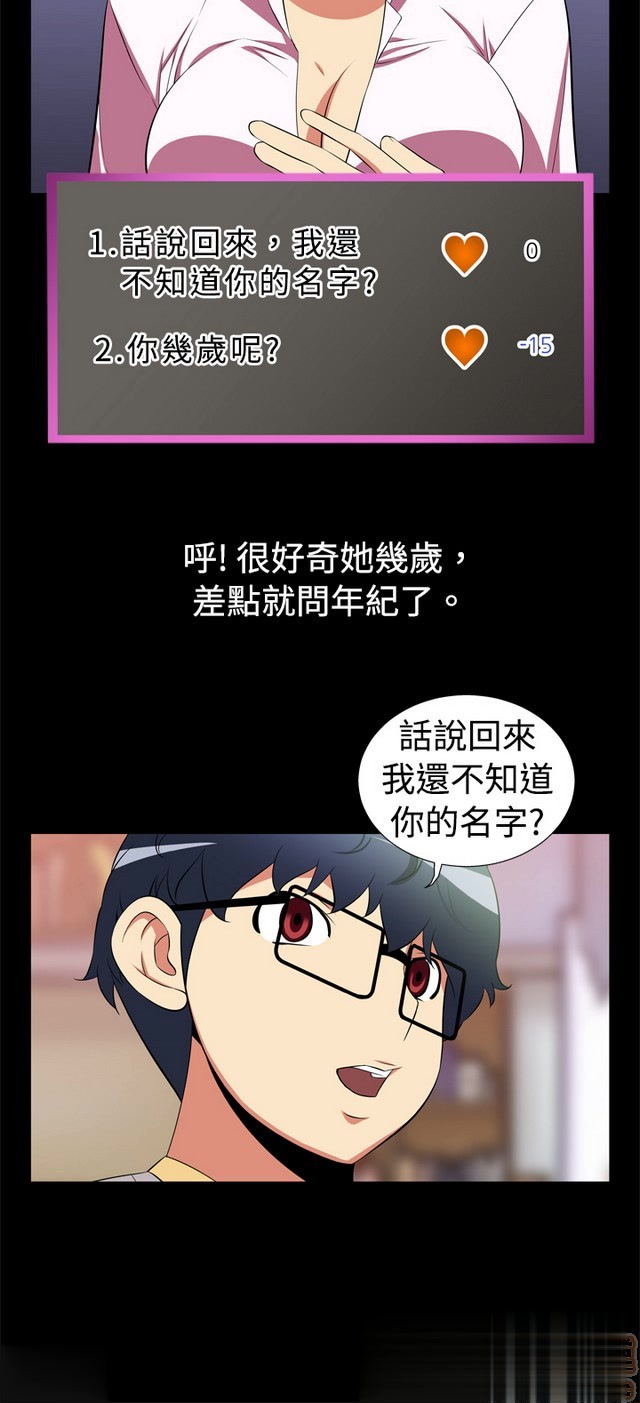 1.話說回來，我還
不知道你的名字?
0
2.你幾歲呢?
-15
呼! 很好奇她幾歲，
差點就問年紀了。
話說回來
我還不知道
你的名字?